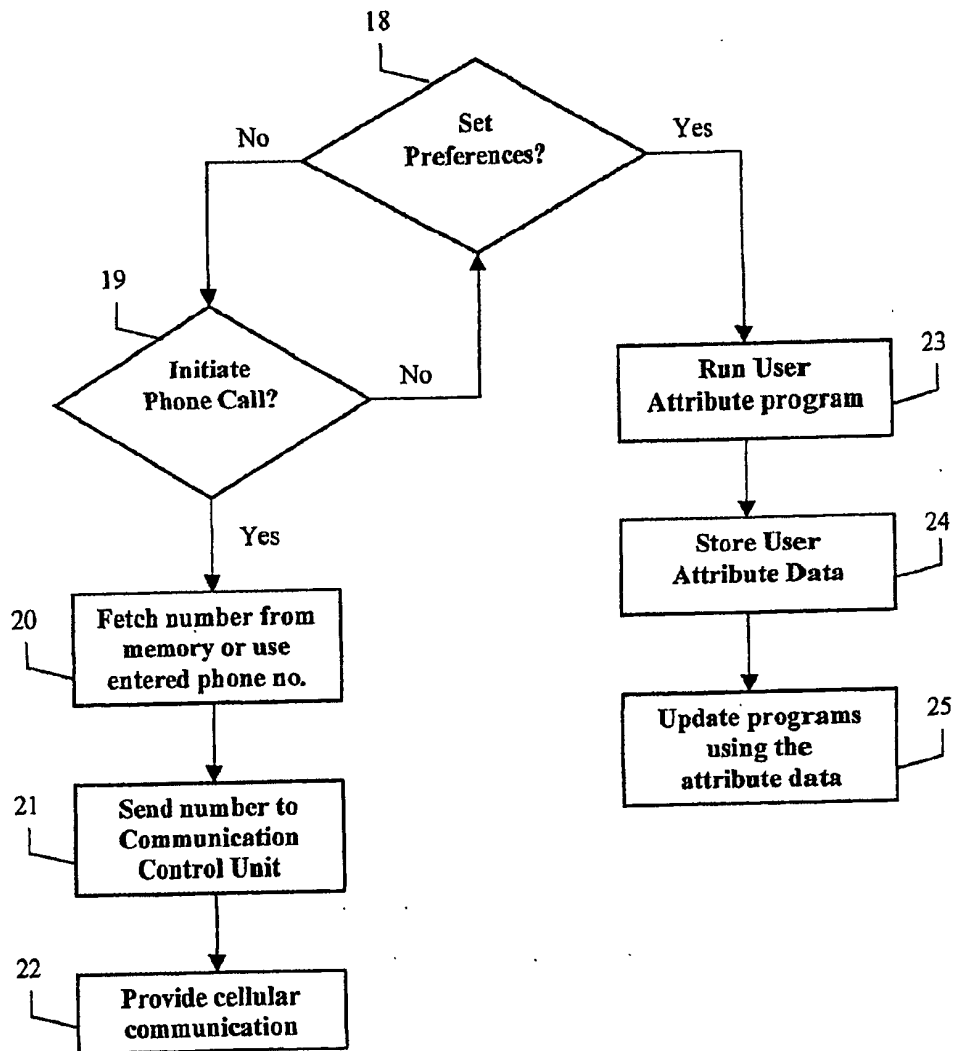 18
Set
Preferences?
No
Yes
19
Initiate
Phone Call?
No
Yes
23
Run User
Attribute program
24
Store User
Attribute Data
20
Fetch number from
memory or use
entered phone no.
25
Update programs
using the
attribute data
21
Send number to
Communication
Control Unit
22
Provide cellular
communication